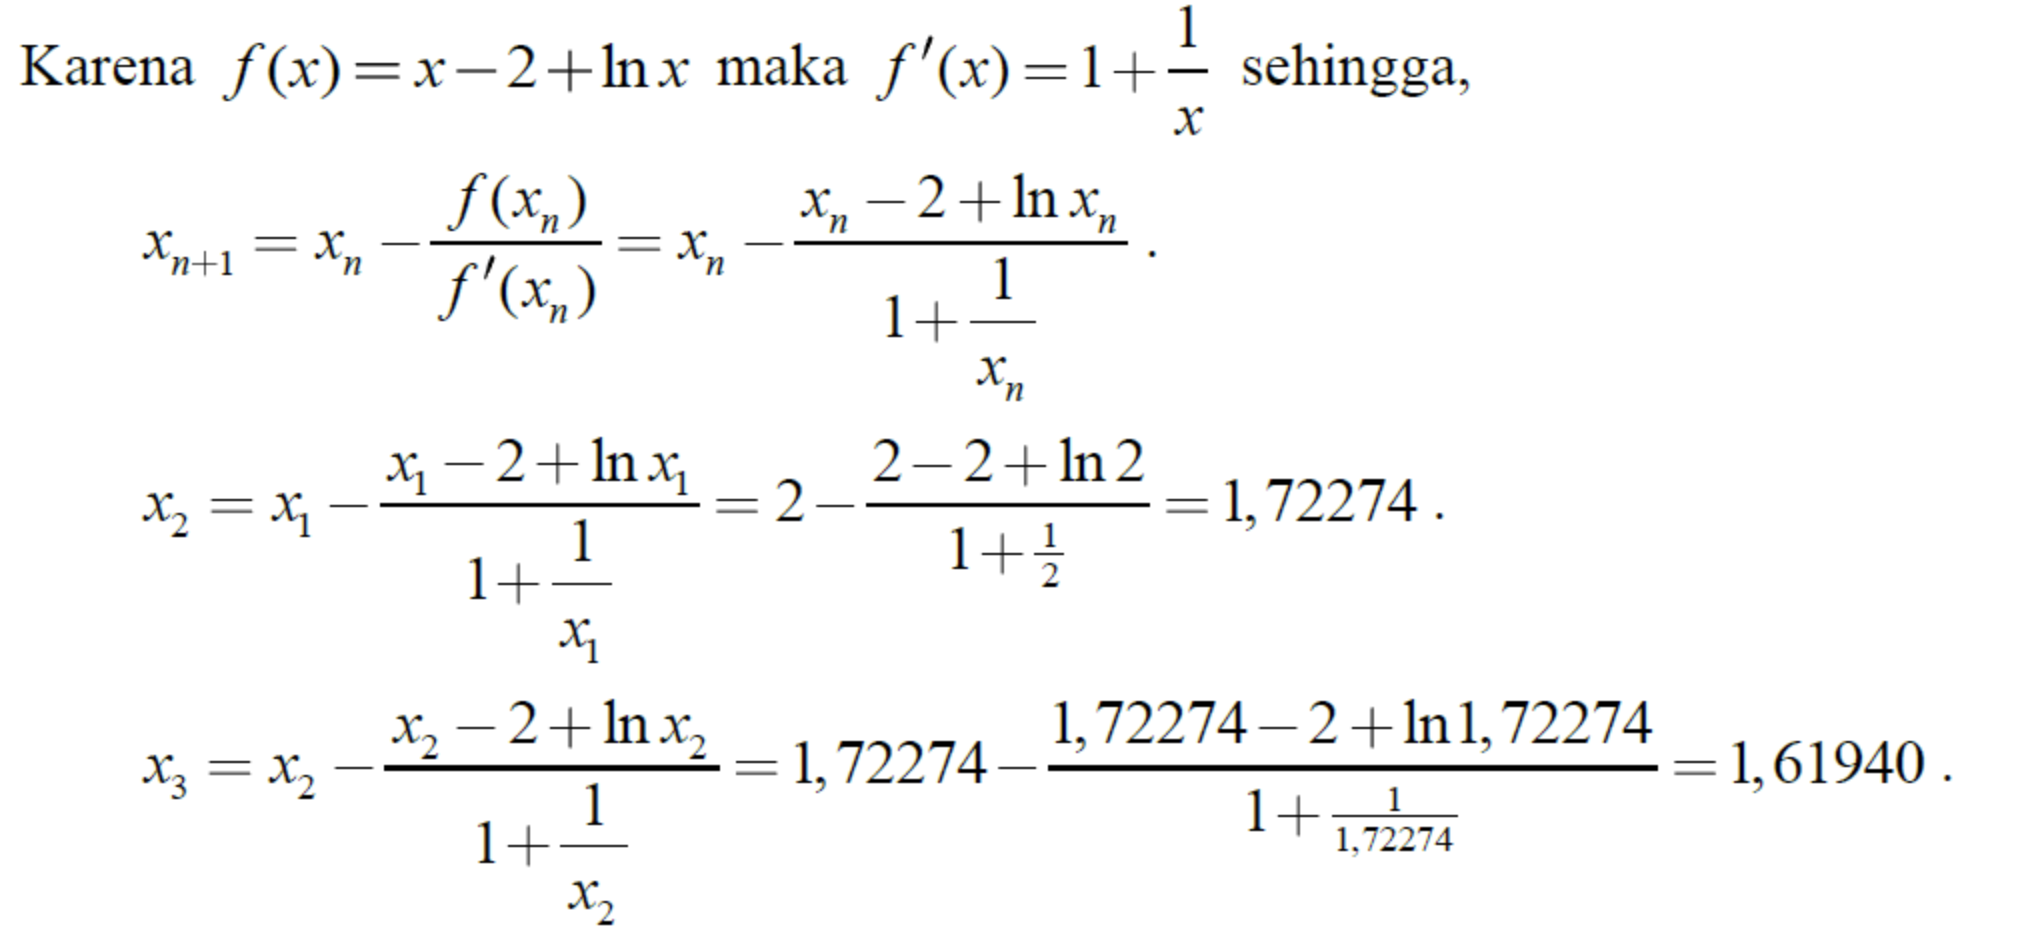 Karena f(x)=x−2+ln x maka f′(x)=1+1/x sehingga,
x_{n+1} = x_n − f(x_n)/f′(x_n) = x_n − (x_n − 2 + ln x_n)/(1+1/x_n) .
x_2 = x_1 − (x_1 − 2 + ln x_1)/(1+1/x_1) = 2 − (2−2+ln 2)/(1+1/2) = 1,72274 .
x_3 = x_2 − (x_2 − 2 + ln x_2)/(1+1/x_2) = 1,72274 − (1,72274−2+ln1,72274)/(1+1/1,72274) = 1,61940 .